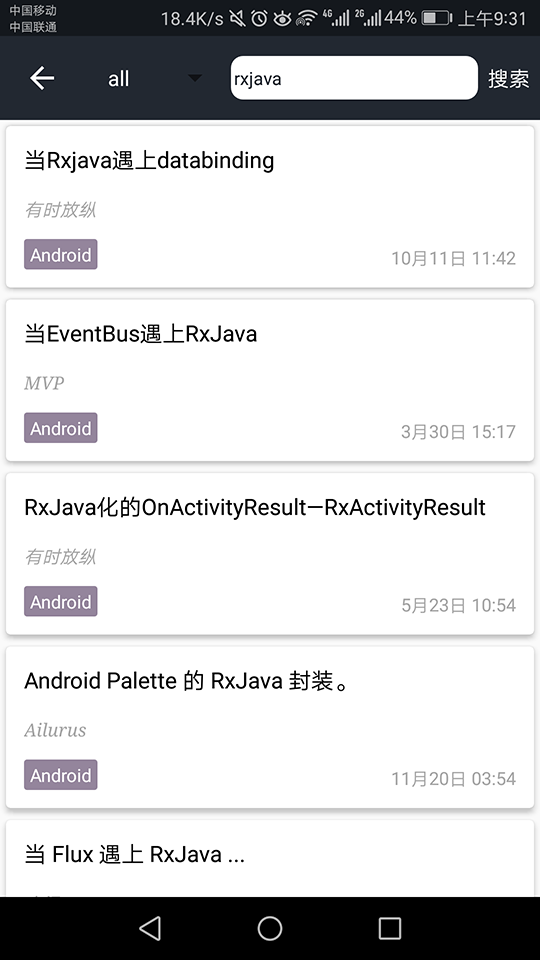 中国移动
中国联通
18.4K/s 4G 2G 44% 上午9:31
all rxjava 搜索
当Rxjava遇上databinding
有时放纵
Android 10月11日 11:42
当EventBus遇上RxJava
MVP
Android 3月30日 15:17
RxJava化的OnActivityResult—RxActivityResult
有时放纵
Android 5月23日 10:54
Android Palette 的 RxJava 封装。
Ailurus
Android 11月20日 03:54
当 Flux 遇上 RxJava ...